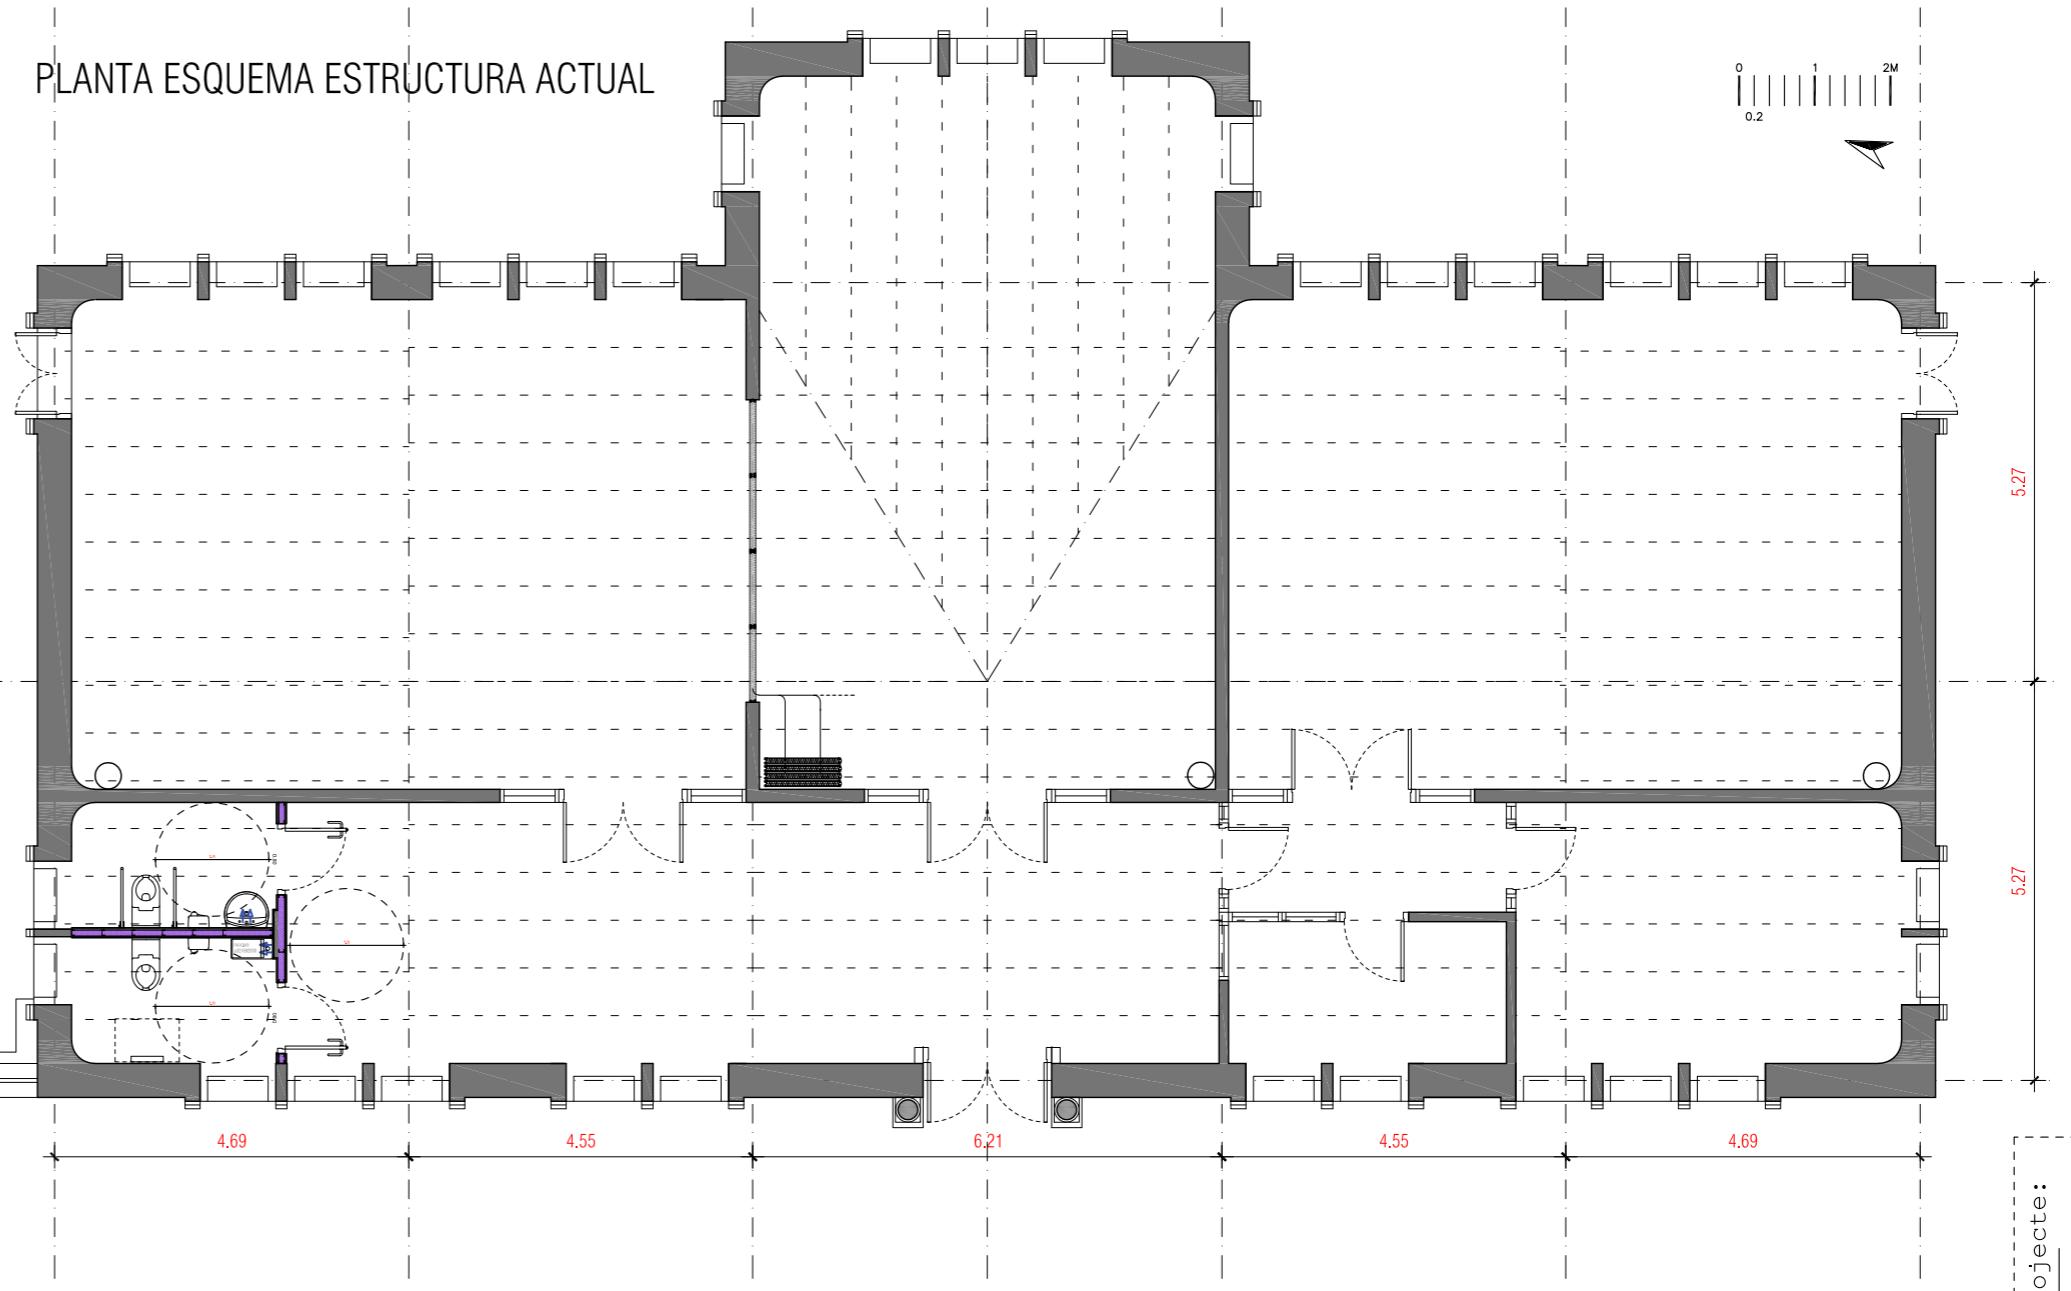 PLANTA ESQUEMA ESTRUCTURA ACTUAL
0 1 2M
0.2
5.27
5.27
4.69 4.55 6.21 4.55 4.69
ojecte: